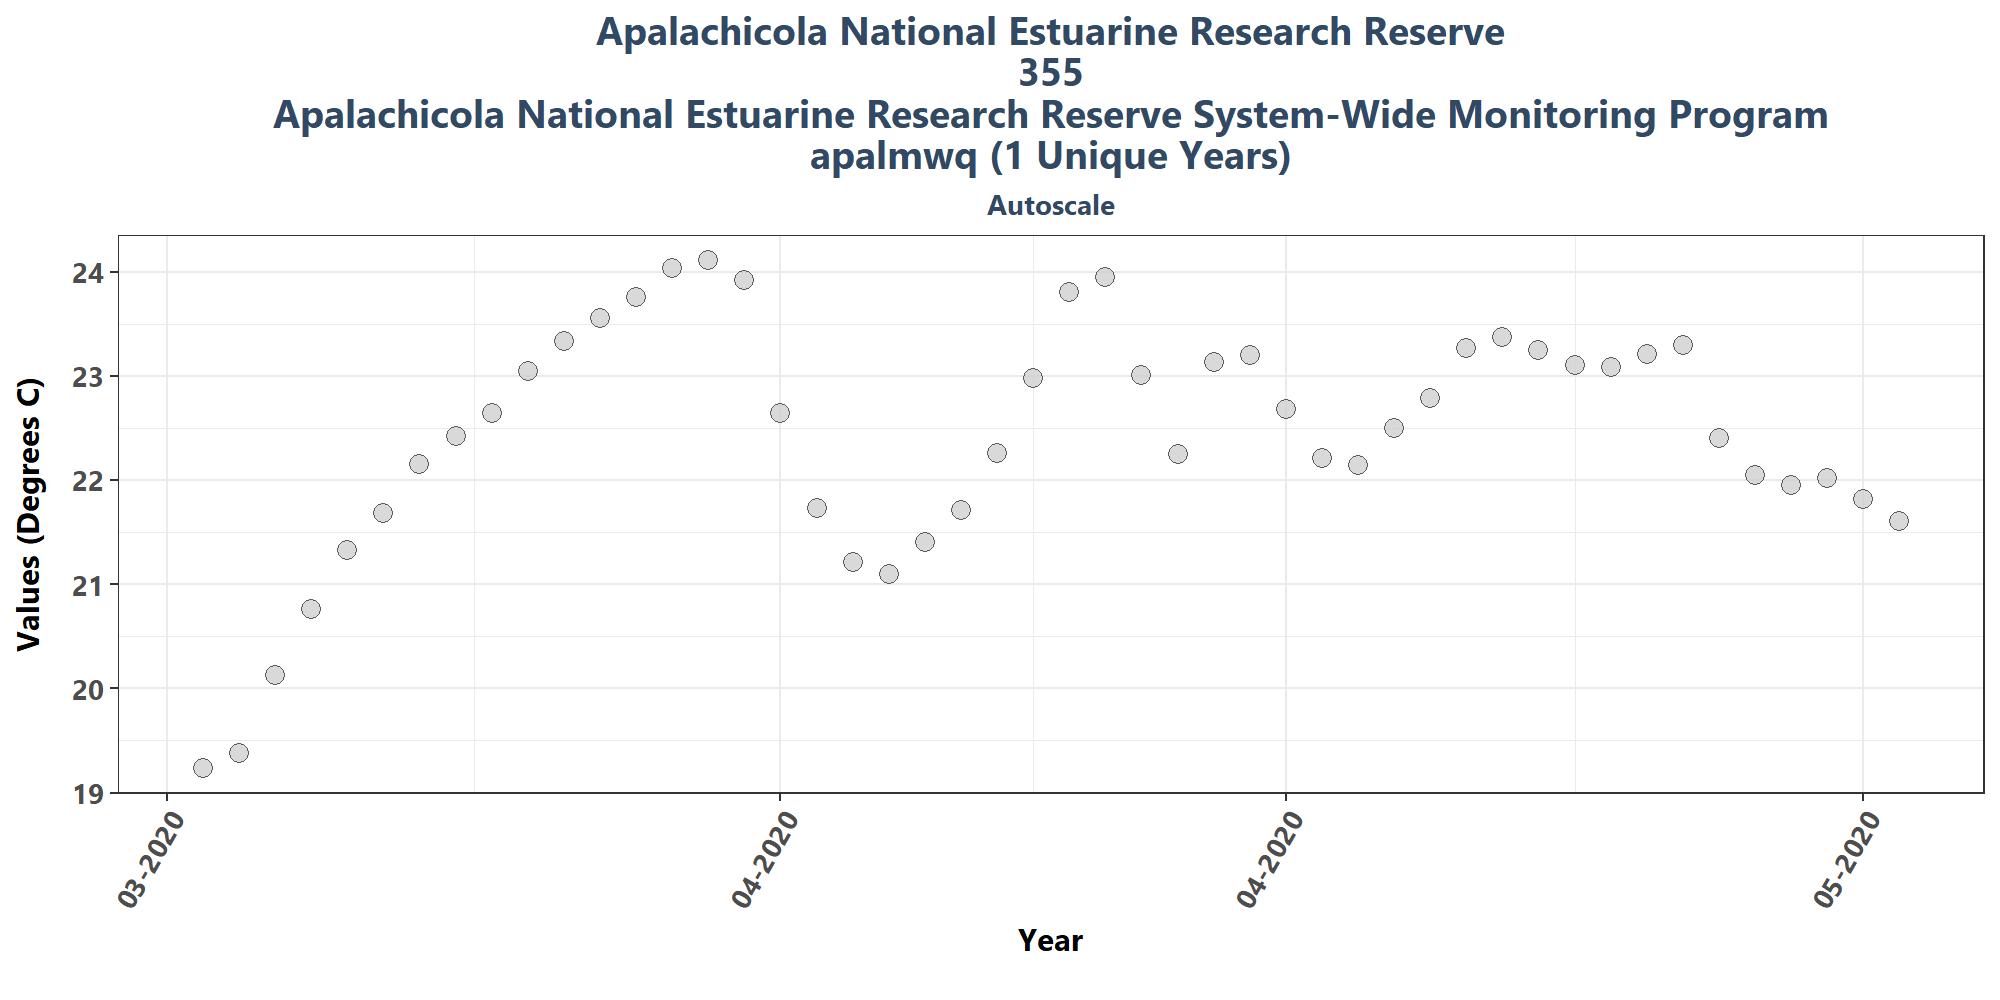 Apalachicola National Estuarine Research Reserve
355
Apalachicola National Estuarine Research Reserve System-Wide Monitoring Program
apalmwq (1 Unique Years)
Autoscale
Values (Degrees C)
24
23
22
21
20
19
03-2020
04-2020
04-2020
05-2020
Year